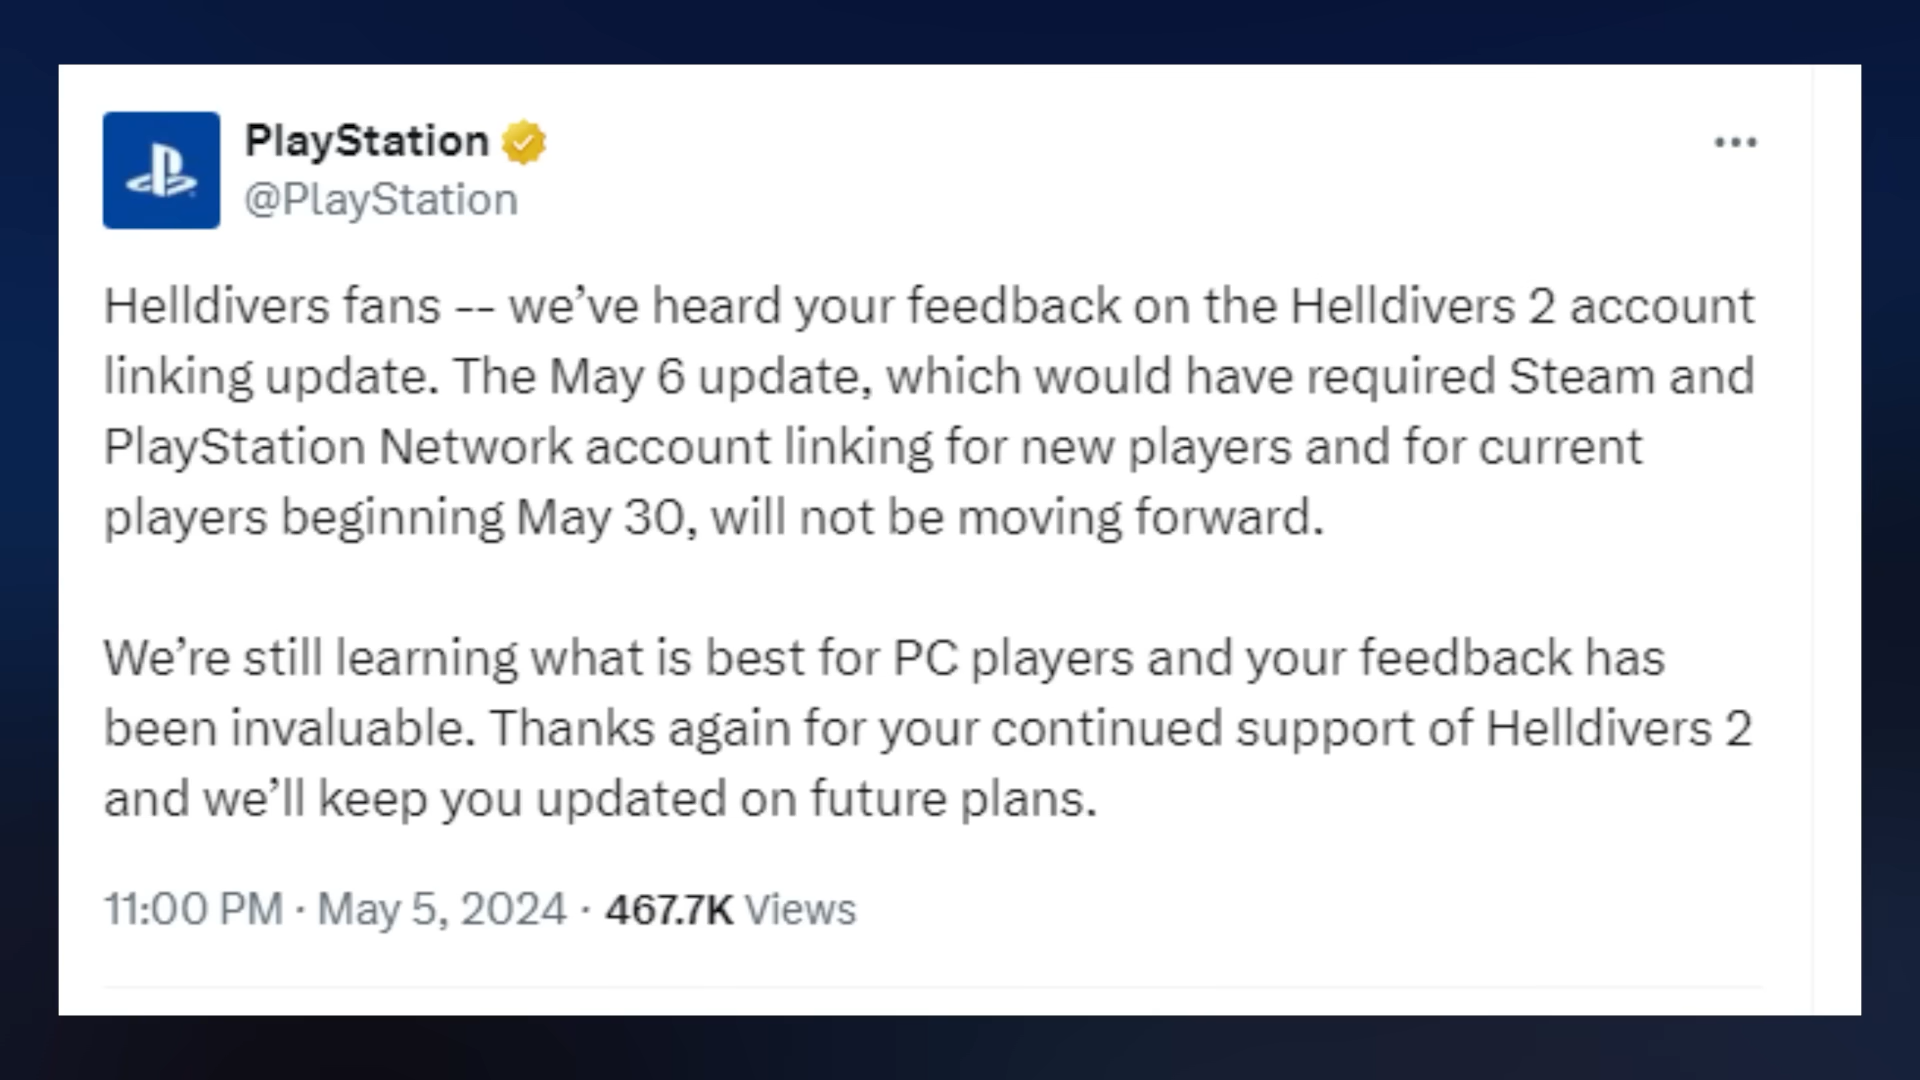 PlayStation
@PlayStation
Helldivers fans -- we’ve heard your feedback on the Helldivers 2 account
linking update. The May 6 update, which would have required Steam and
PlayStation Network account linking for new players and for current
players beginning May 30, will not be moving forward.
We’re still learning what is best for PC players and your feedback has
been invaluable. Thanks again for your continued support of Helldivers 2
and we’ll keep you updated on future plans.
11:00 PM · May 5, 2024 · 467.7K Views